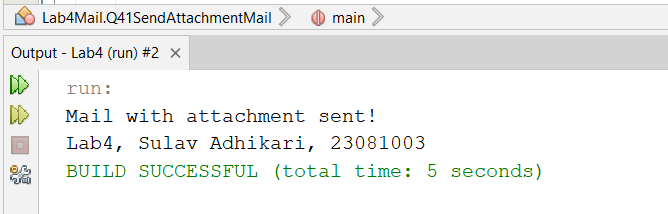 Lab4Mail.Q41SendAttachmentMail main
Output - Lab4 (run) #2 ×
run:
Mail with attachment sent!
Lab4, Sulav Adhikari, 23081003
BUILD SUCCESSFUL (total time: 5 seconds)